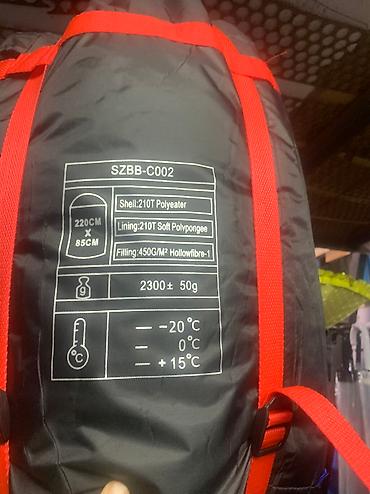 SZBB-C002
220CM
X
85CM
Shell:210T Polyeater
Lining:210T Soft Polypongee
Filling:450G/M² Hollowfibre-1
g
2300± 50g
°C
— -20°C
— 0°C
— +15°C